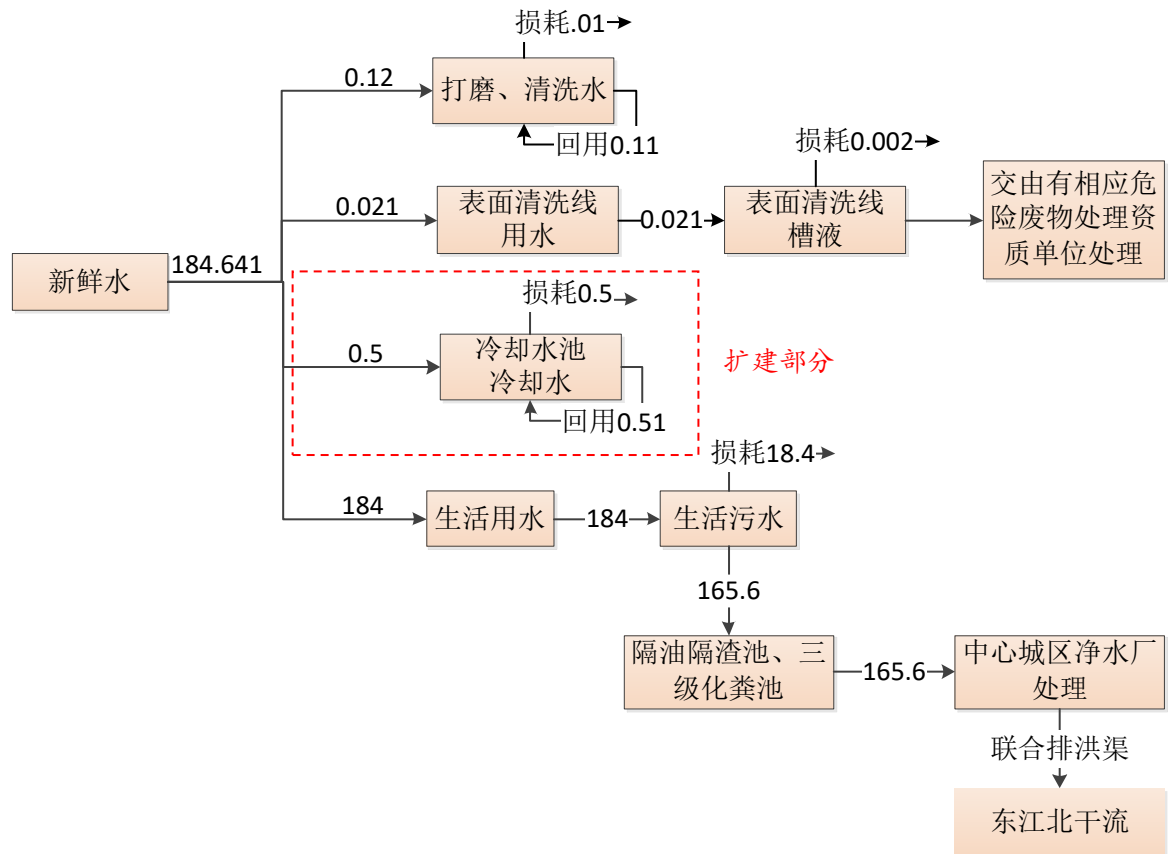 损耗.01
0.12
打磨、清洗水
回用0.11
损耗0.002
0.021
表面清洗线
用水
0.021
表面清洗线
槽液
交由有相应危
险废物处理资
质单位处理
新鲜水
184.641
损耗0.5
0.5
冷却水池
冷却水
回用0.51
扩建部分
损耗18.4
184
生活用水
184
生活污水
165.6
隔油隔渣池、三
级化粪池
165.6
中心城区净水厂
处理
联合排洪渠
东江北干流